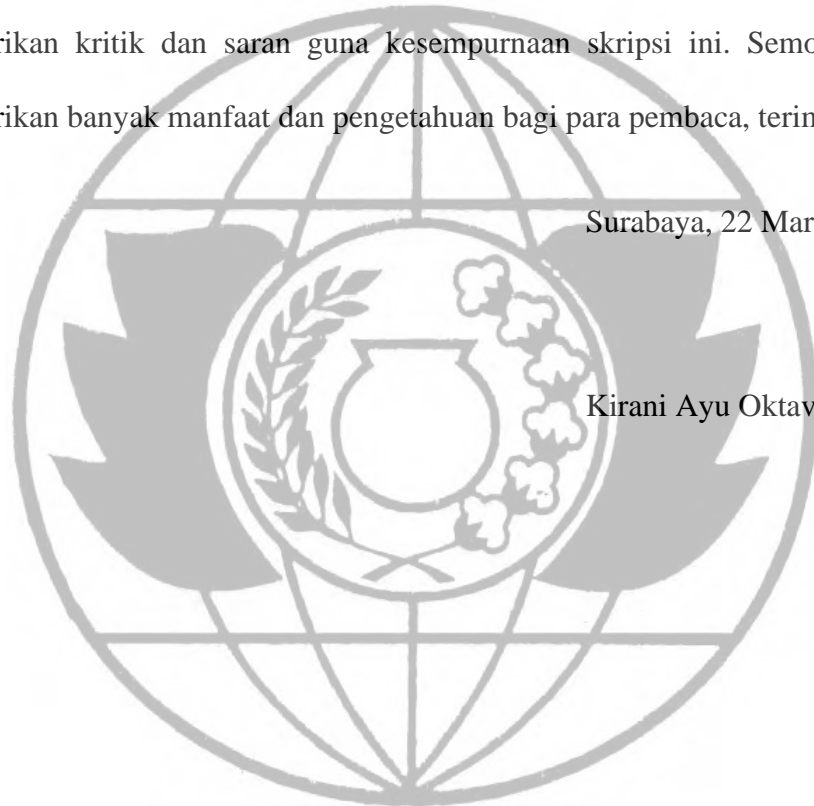 rikan kritik dan saran guna kesempurnaan skripsi ini. Semo
rikan banyak manfaat dan pengetahuan bagi para pembaca, terin
Surabaya, 22 Mar
Kirani Ayu Oktav